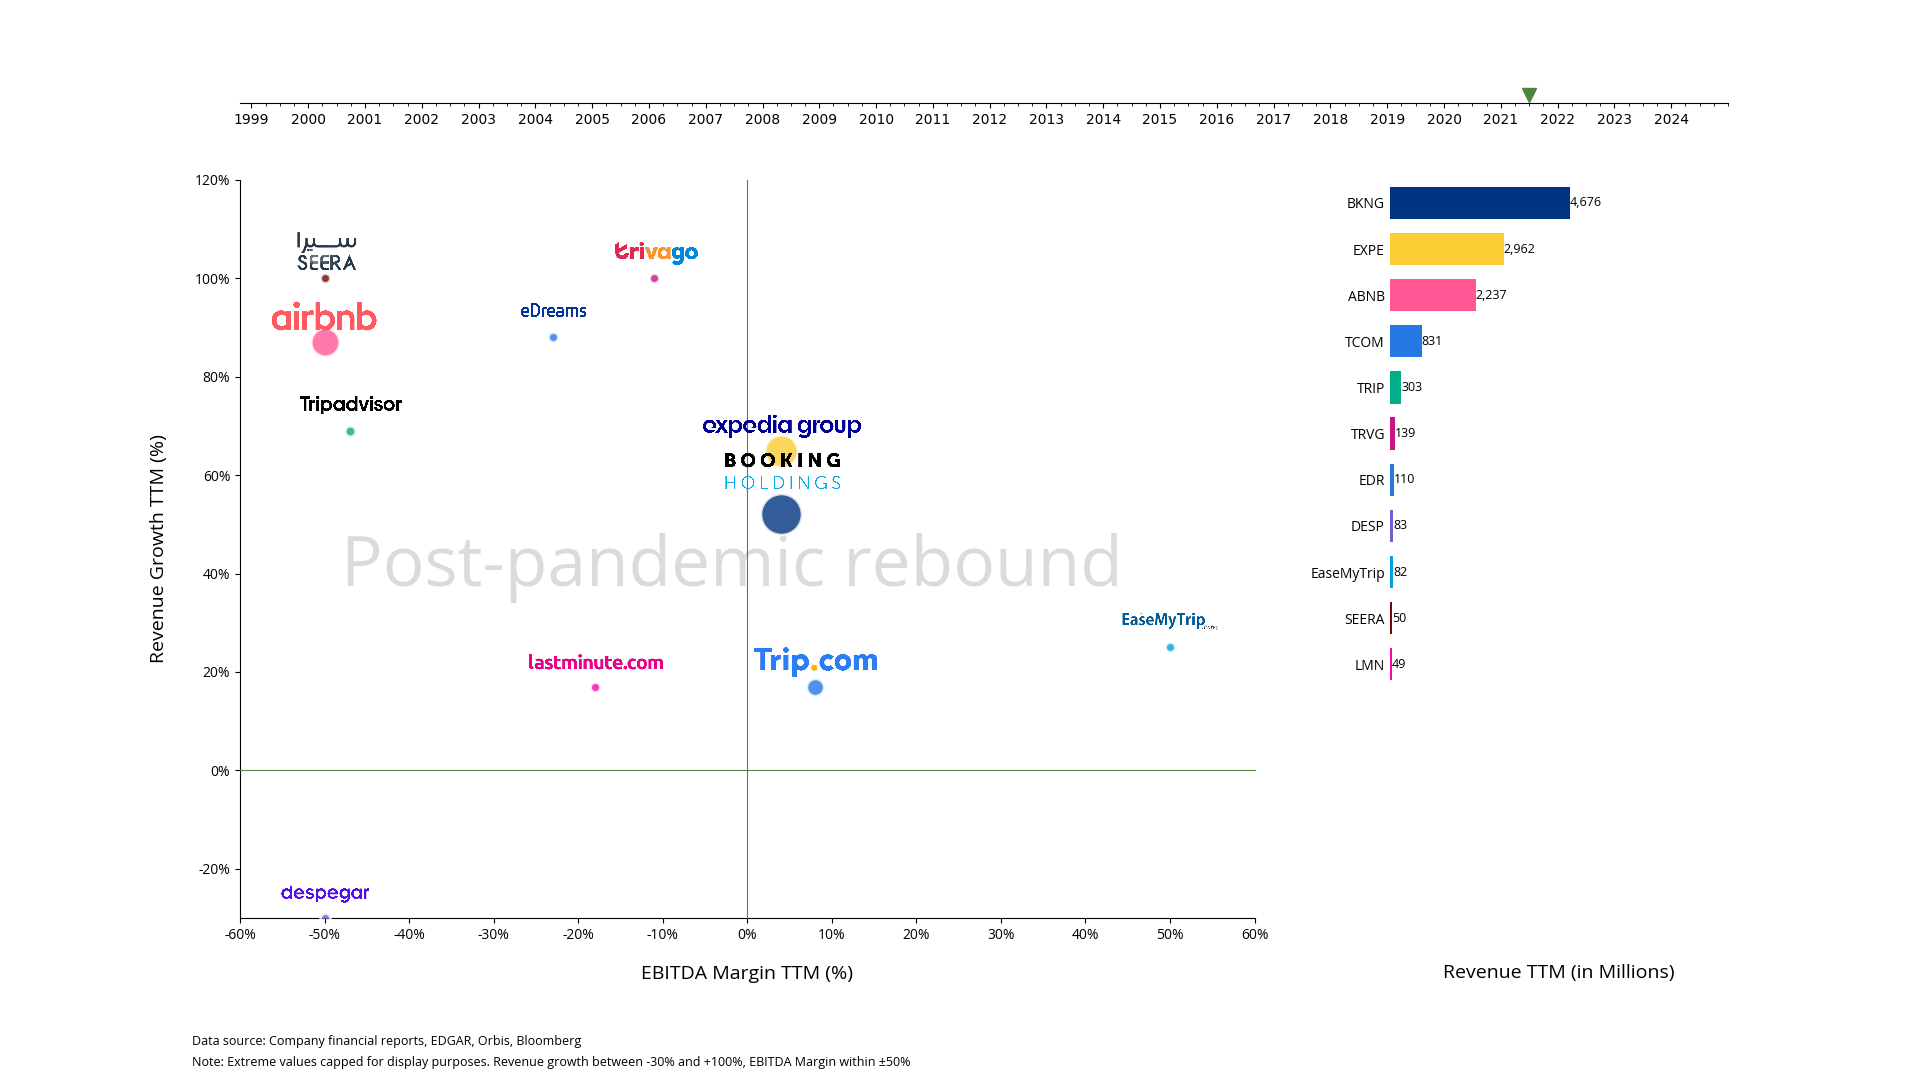 1999 2000 2001 2002 2003 2004 2005 2006 2007 2008 2009 2010 2011 2012 2013 2014 2015 2016 2017 2018 2019 2020 2021 2022 2023 2024
120%
100%
80%
60%
40%
20%
0%
-20%
Revenue Growth TTM (%)
سيرا
SEERA
trivago
airbnb
eDreams
Tripadvisor
expedia group
BOOKING
HOLDINGS
Post-pandemic rebound
EaseMyTrip
lastminute.com
Trip.com
despegar
-60% -50% -40% -30% -20% -10% 0% 10% 20% 30% 40% 50% 60%
EBITDA Margin TTM (%)
BKNG 4,676
EXPE 2,962
ABNB 2,237
TCOM 831
TRIP 303
TRVG 139
EDR 110
DESP 83
EaseMyTrip 82
SEERA 50
LMN 49
Revenue TTM (in Millions)
Data source: Company financial reports, EDGAR, Orbis, Bloomberg
Note: Extreme values capped for display purposes. Revenue growth between -30% and +100%, EBITDA Margin within ±50%